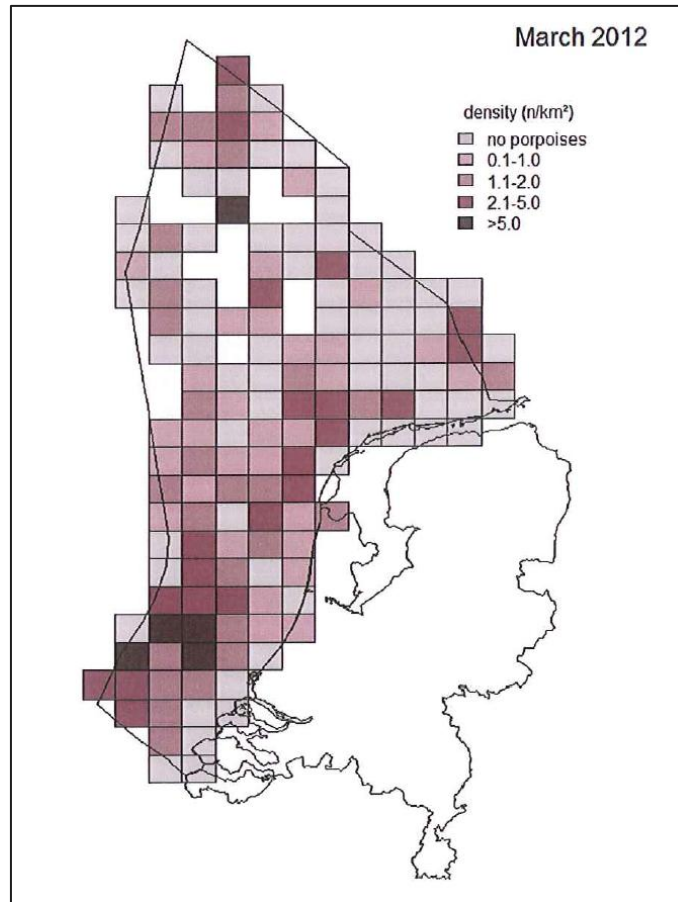 March 2012
density (n/km²)
no porpoises
0.1-1.0
1.1-2.0
2.1-5.0
>5.0